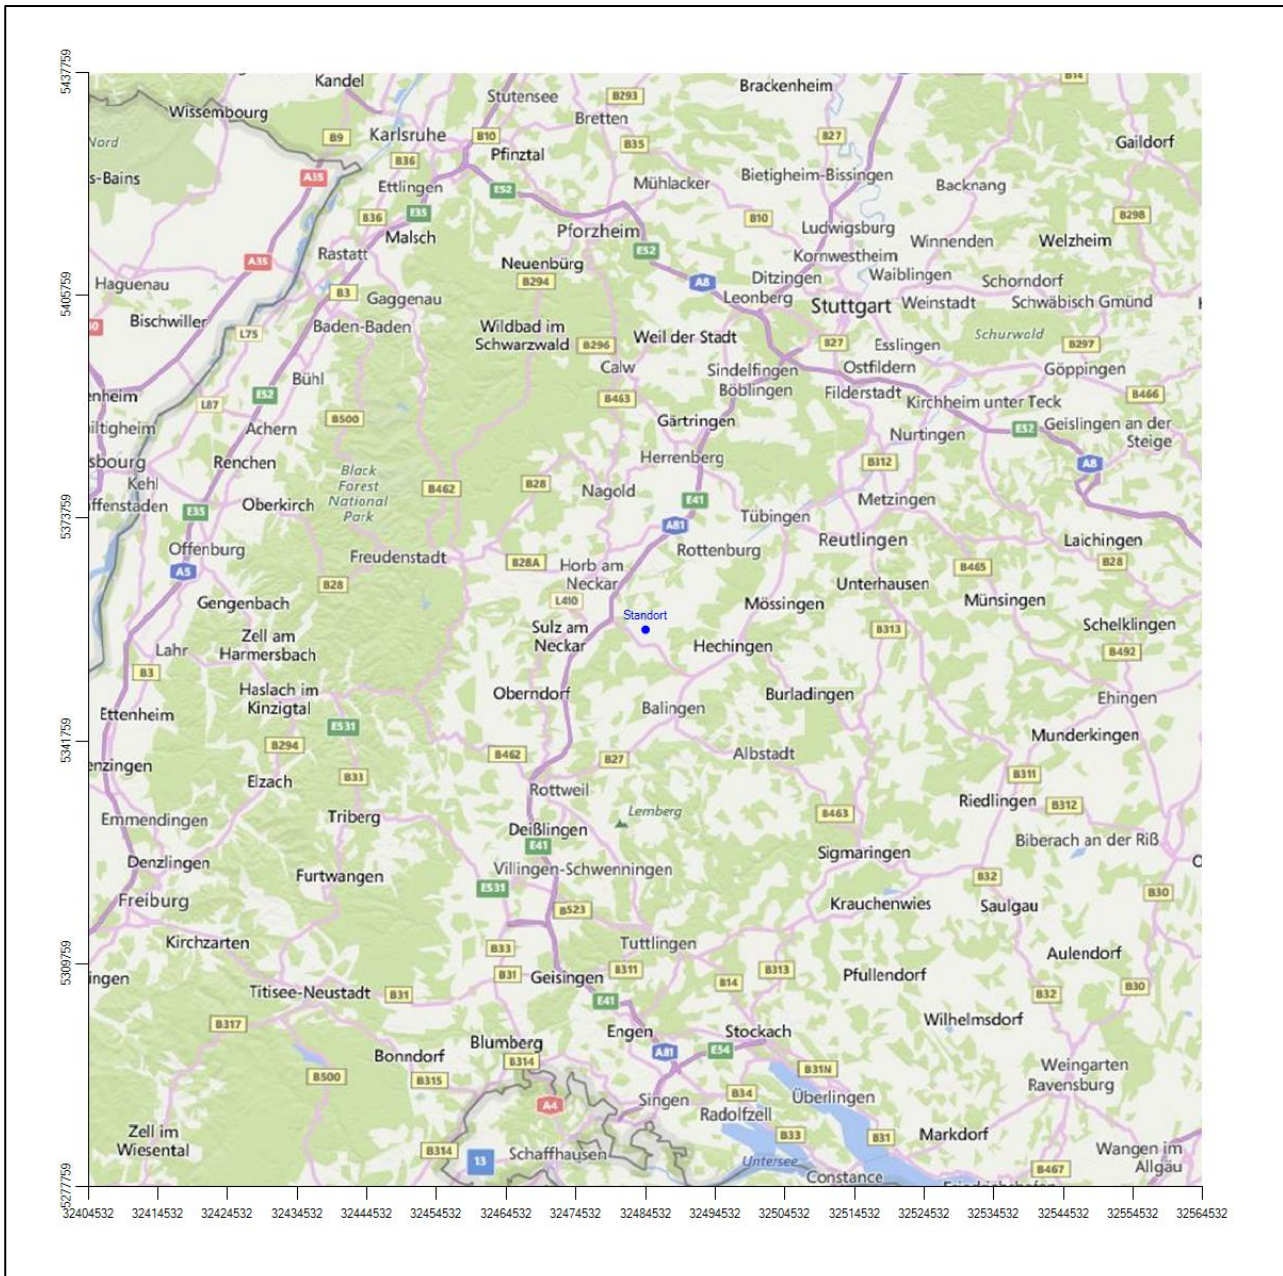 5437759
Kandel
Stutensee
B293
Brackenheim
B14
Wissembourg
Bretten
Karlsruhe
B10
B9
B27
Nord
B35
Gaildorf
B36
Pfinztal
s-Bains
A35
Ettlingen
E52
Mühlacker
Bietigheim-Bissingen
Backnang
B36
E35
B10
B298
Malsch
Pforzheim
Ludwigsburg
Winnenden
Welzheim
Rastatt
E52
Kornwestheim
A35
Neuenbürg
Ditzingen
Waiblingen
Haguenau
B294
A8
Schorndorf
5405759
B3
Gaggenau
Leonberg
Stuttgart
Weinstadt
Schwäbisch Gmünd
Bischwiller
Baden-Baden
Wildbad im
Schwarzwald
L75
Weil der Stadt
Schurwald
B296
B27
Esslingen
B297
Calw
Sindelfingen
Ostfildern
Göppingen
Bühl
Böblingen
Filderstadt
E52
B463
B466
enheim
L87
Kirchheim unter Teck
B500
Gärtringen
Geislingen an der
Steige
iltigheim
Achern
Nurtingen
E52
sbourg
Renchen
Herrenberg
B312
A8
Kehl
Black
Forest
National
Park
B462
B28
Nagold
iffenstaden
Oberkirch
E41
Metzingen
5373759
E35
A81
Tübingen
Offenburg
Freudenstadt
Rottenburg
Reutlingen
Laichingen
A5
B28A
Horb am
Neckar
B465
B28
B28
Unterhausen
Gengenbach
L410
Mössingen
Münsingen
Standort
Zell am
Harmersbach
Sulz am
Neckar
B313
Schelklingen
Lahr
Hechingen
B492
B3
Haslach im
Kinzigtal
Oberndorf
Burladingen
Ehingen
Ettenheim
Balingen
E531
5341759
B294
B462
B27
Albstadt
Munderkingen
enzingen
Elzach
B33
Rottweil
B311
Emmendingen
Triberg
Lemberg
B463
Riedlingen
B312
Deißlingen
E41
Biberach an der Riß
Denzlingen
Villingen-Schwenningen
Sigmaringen
Furtwangen
E531
B32
B30
Freiburg
B523
Krauchenwies
Saulgau
Kirchzarten
B33
Tuttlingen
Aulendorf
5309759
ingen
B31
Geisingen
B311
B14
B313
Pfullendorf
Titisee-Neustadt
B31
E41
B32
B30
B317
Engen
Stockach
Wilhelmsdorf
Blumberg
Bonndorf
B314
A81
E54
Weingarten
B500
B315
B31N
Ravensburg
A4
Singen
B34
Überlingen
Radolfzell
Zell im
Wiesental
B33
B31
Markdorf
B314
13
Schaffhausen
Untersee
Wangen im
Allgäu
Constance
B467
5277759
32404532 32414532 32424532 32434532 32444532 32454532 32464532 32474532 32484532 32494532 32504532 32514532 32524532 32534532 32544532 32554532 32564532